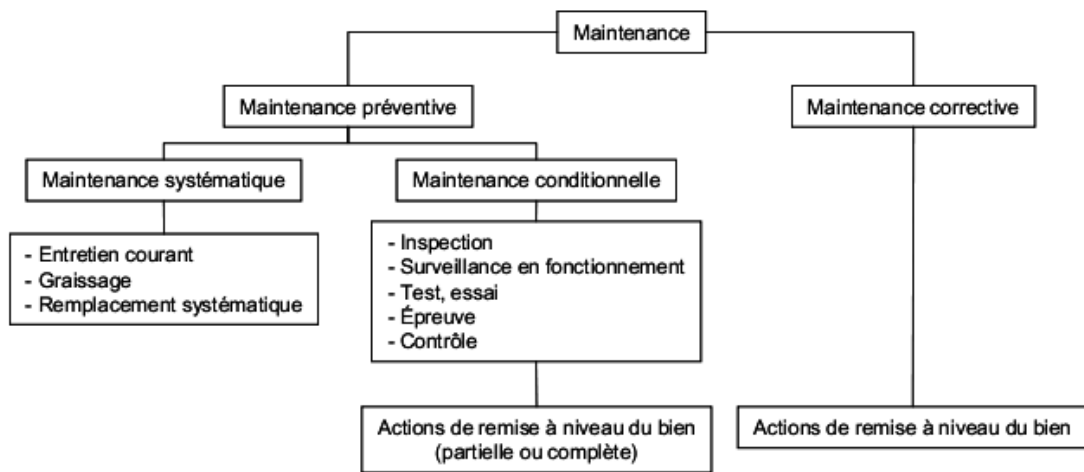 Maintenance
Maintenance préventive
Maintenance corrective
Maintenance systématique
Maintenance conditionnelle
- Entretien courant
- Graissage
- Remplacement systématique
- Inspection
- Surveillance en fonctionnement
- Test, essai
- Épreuve
- Contrôle
Actions de remise à niveau du bien
(partielle ou complète)
Actions de remise à niveau du bien